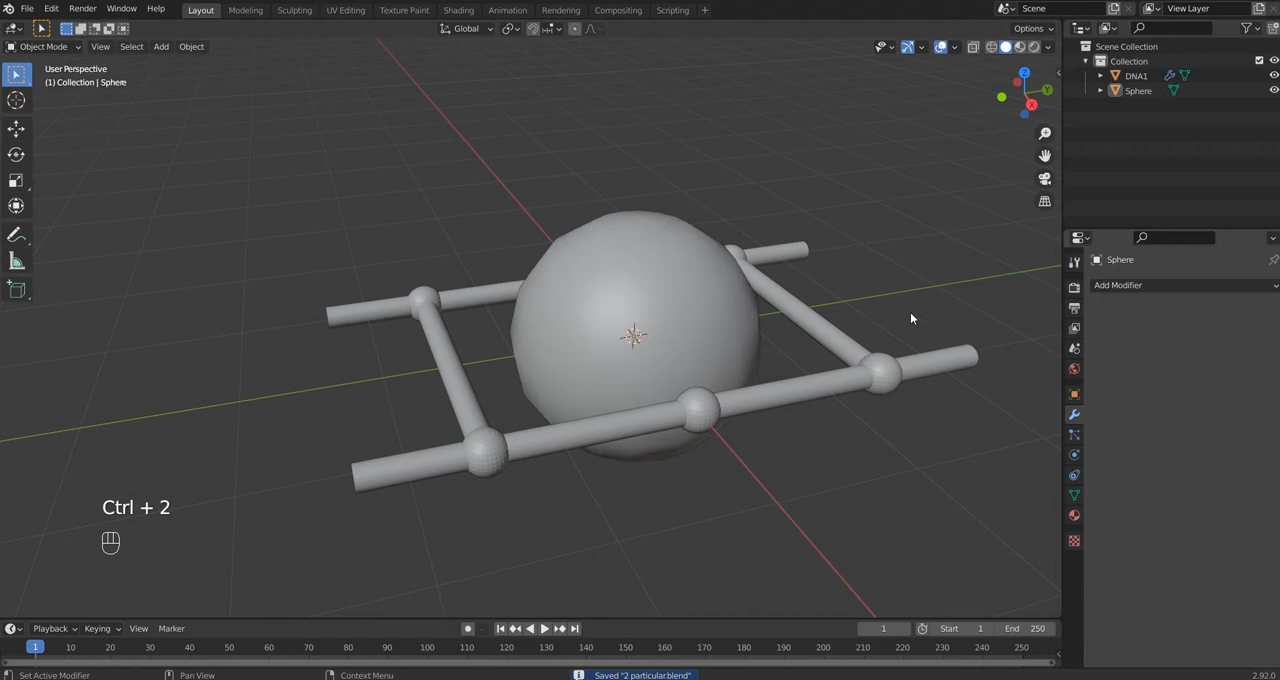 File Edit Render Window Help Layout Modeling Sculpting UV Editing Texture Paint Shading Animation Rendering Compositing Scripting + Scene View Layer
Global Options
Object Mode View Select Add Object
User Perspective
(1) Collection | Sphere
Z
Y
X
Scene Collection
Collection
DNA1
Sphere
Sphere
Add Modifier
Ctrl + 2
Playback Keying View Marker 1 Start 1 End 250
1 10 20 30 40 50 60 70 80 90 100 110 120 130 140 150 160 170 180 190 200 210 220 230 240 250
Set Active Modifier Pan View Context Menu Saved "2 particular.blend" 2.92.0